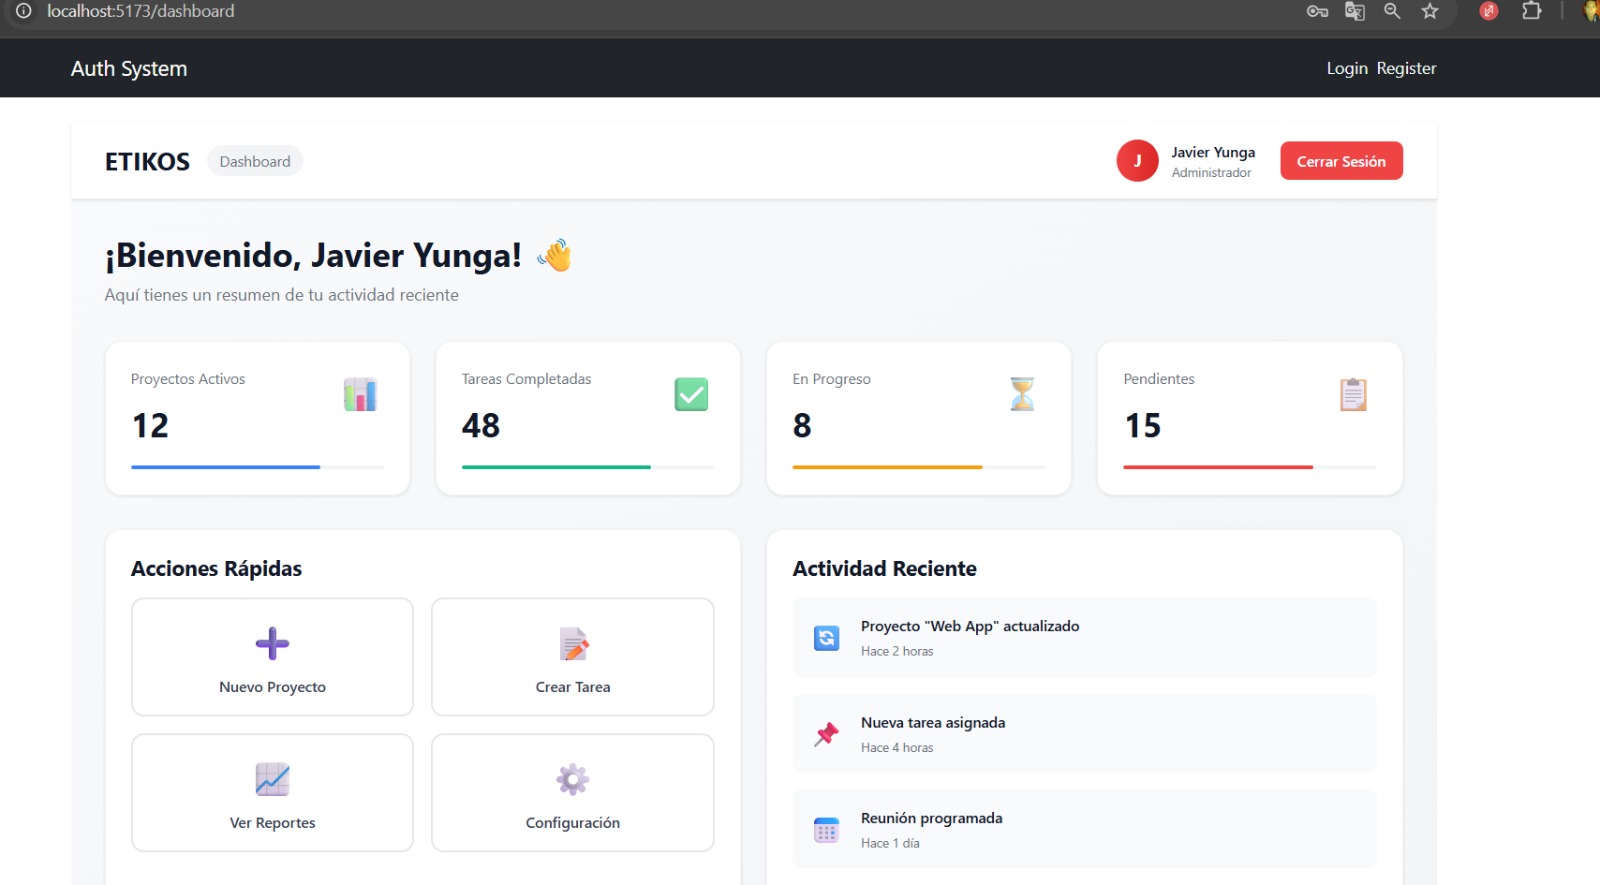 localhost:5173/dashboard
Auth System
Login Register
ETIKOS Dashboard
J
Javier Yunga
Administrador
Cerrar Sesión
¡Bienvenido, Javier Yunga!
Aquí tienes un resumen de tu actividad reciente
Proyectos Activos
12
Tareas Completadas
48
En Progreso
8
Pendientes
15
Acciones Rápidas
Nuevo Proyecto
Crear Tarea
Ver Reportes
Configuración
Actividad Reciente
Proyecto "Web App" actualizado
Hace 2 horas
Nueva tarea asignada
Hace 4 horas
Reunión programada
Hace 1 día